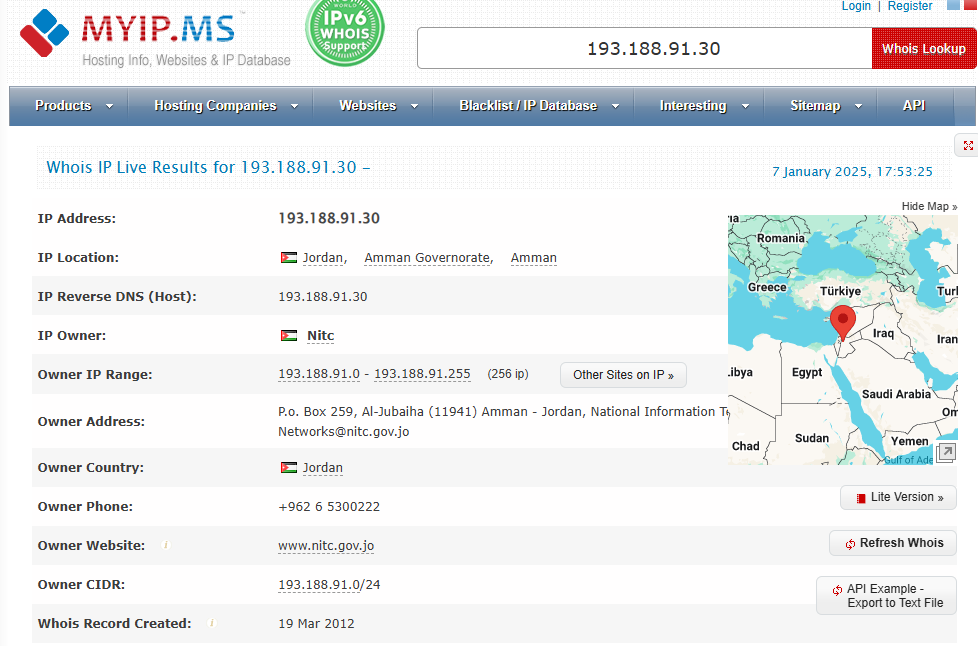 MYIP.MS™
Hosting Info, Websites & IP Database
WORLD
IPv6
WHOIS
Support
Login | Register
193.188.91.30
Whois Lookup
Products
Hosting Companies
Websites
Blacklist / IP Database
Interesting
Sitemap
API
Whois IP Live Results for 193.188.91.30 –
7 January 2025, 17:53:25
Hide Map »
IP Address: 193.188.91.30
IP Location: Jordan, Amman Governorate, Amman
IP Reverse DNS (Host): 193.188.91.30
IP Owner: Nitc
Owner IP Range: 193.188.91.0 - 193.188.91.255 (256 ip) Other Sites on IP »
Owner Address: P.o. Box 259, Al-Jubaiha (11941) Amman - Jordan, National Information Te
Networks@nitc.gov.jo
Owner Country: Jordan
Owner Phone: +962 6 5300222
Owner Website: i www.nitc.gov.jo
Owner CIDR: 193.188.91.0/24
Whois Record Created: i 19 Mar 2012
Romania
Greece
Türkiye
Turl
Iraq
Iran
Libya
Egypt
Saudi Arabia
Om
Sudan
Chad
Yemen
Gulf of Ade
Lite Version »
Refresh Whois
API Example -
Export to Text File